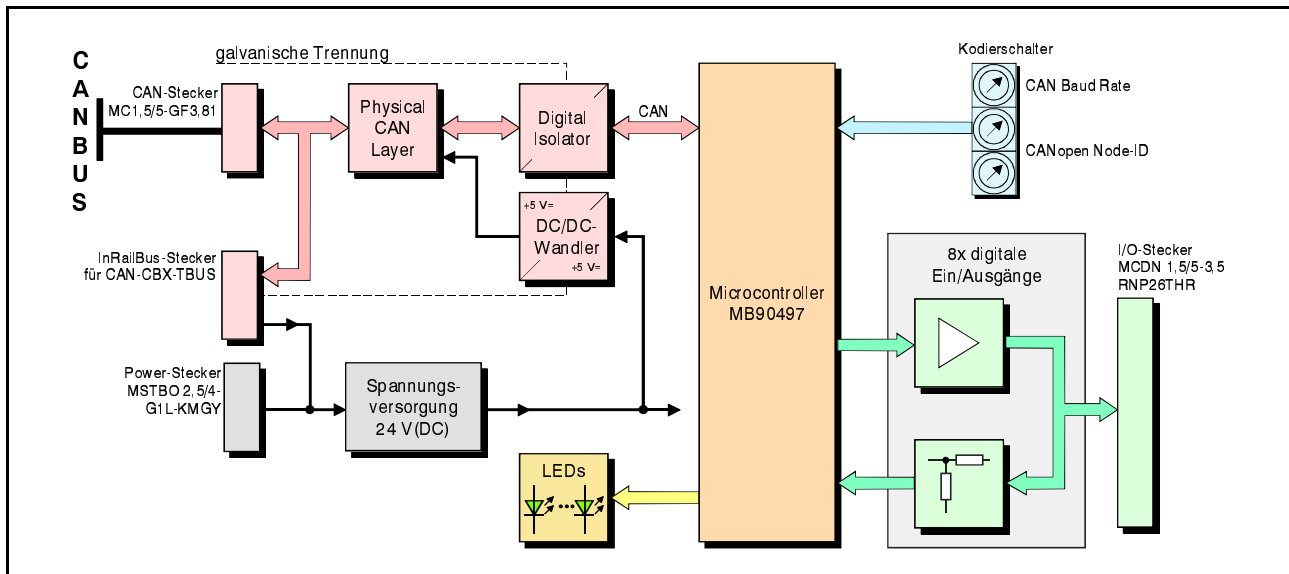 CANBUS
galvanische Trennung
CAN-Stecker
MC1,5/5-GF3,81
Physical
CAN
Layer
Digital
Isolator
CAN
+5 V=
DC/DC-
Wandler
+5 V=
InRailBus-Stecker
für CAN-CBX-TBUS
Power-Stecker
MSTBO 2,5/4-
G1L-KMGY
Spannungs-
versorgung
24 V(DC)
LEDs
Microcontroller
MB90497
Kodierschalter
CAN Baud Rate
CANopen Node-ID
8x digitale
Ein/Ausgänge
I/O-Stecker
MCDN 1,5/5-3,5
RNP26THR